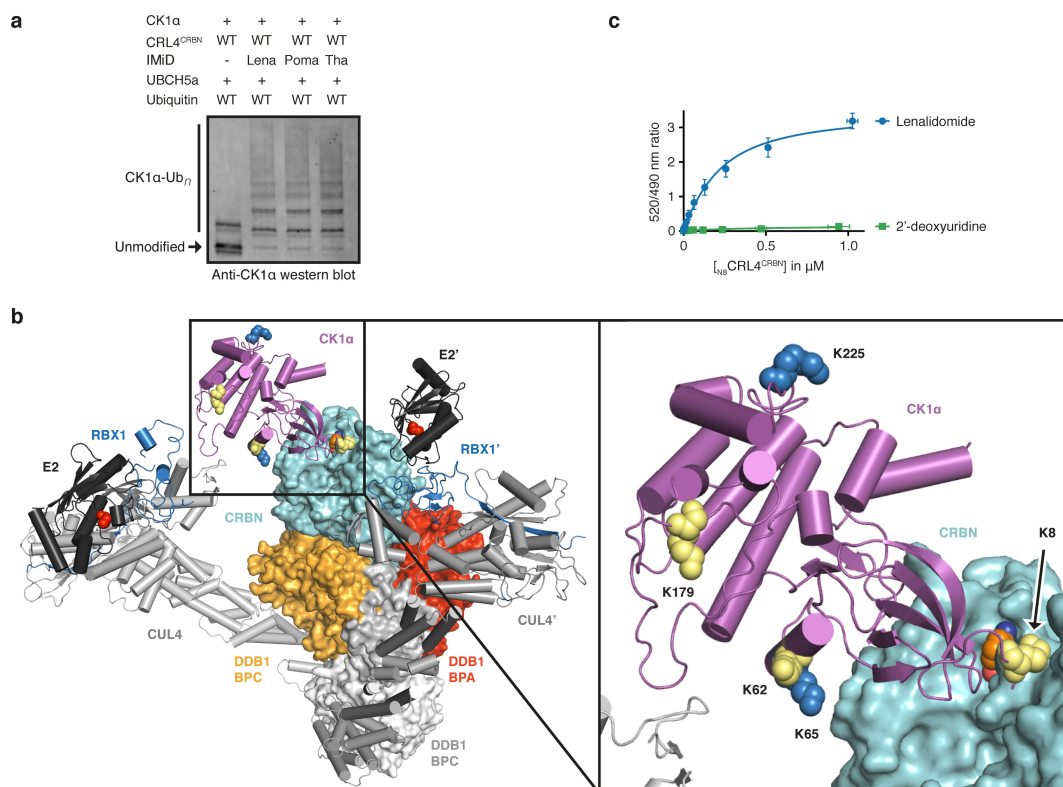 a
CK1α + + + +
CRL4CRBN WT WT WT WT
IMiD - Lena Poma Tha
UBCH5a + + + +
Ubiquitin WT WT WT WT
CK1α-Ubn
Unmodified
Anti-CK1α western blot
c
3
2
1
0
0
0.5
1.0
520/490 nm ratio
[N8CRL4CRBN] in µM
Lenalidomide
2'-deoxyuridine
b
CK1α
E2'
RBX1
RBX1'
E2
CRBN
CUL4
CUL4'
DDB1
BPC
DDB1
BPA
DDB1
BPC
K225
CK1α
CRBN
K8
K179
K62
K65